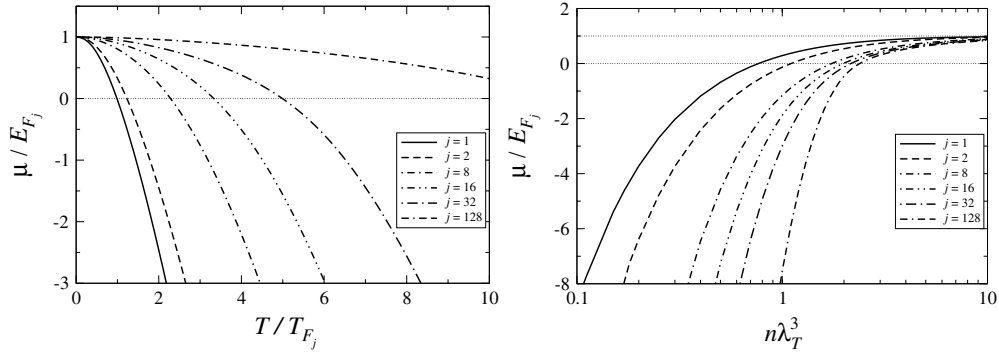 1
0
-1
-2
-3
μ / E_{F_j}
0
2
4
6
8
10
T / T_{F_j}
j = 1
j = 2
j = 8
j = 16
j = 32
j = 128
2
0
-2
-4
-6
-8
μ / E_{F_j}
0.1
1
10
nλ_T^3
j = 1
j = 2
j = 8
j = 16
j = 32
j = 128